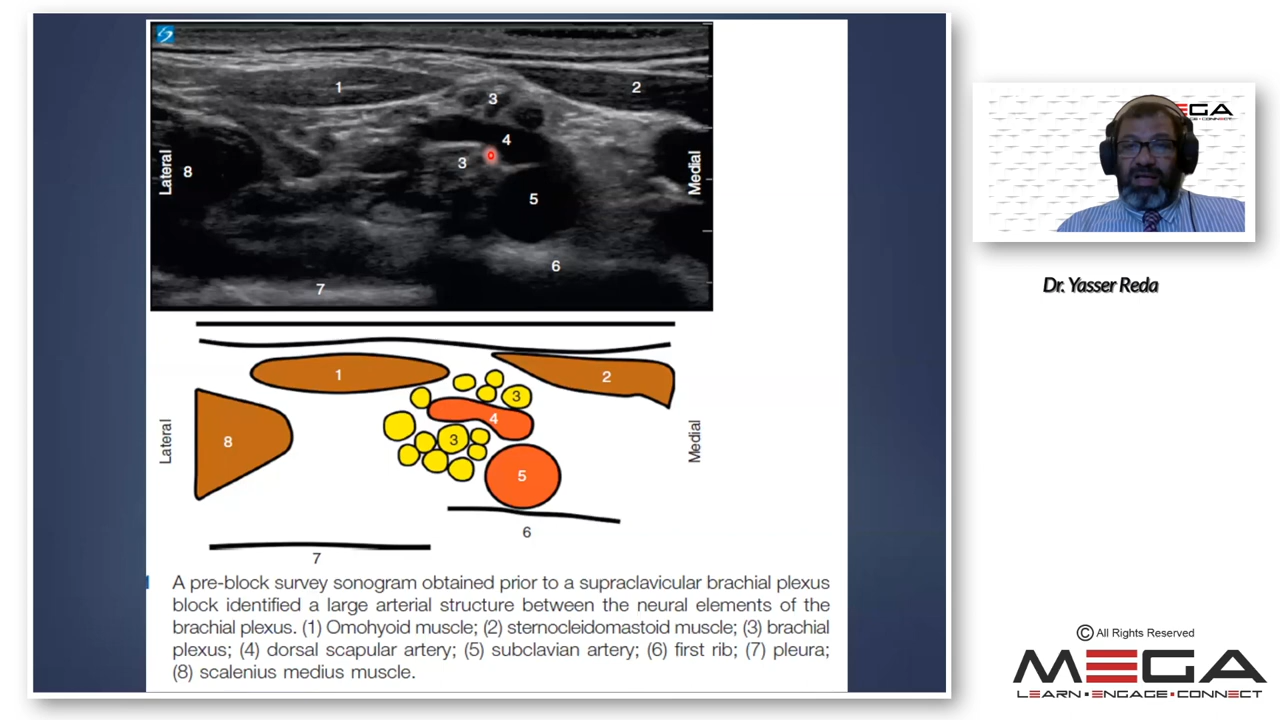 1
2
3
4
3
5
6
7
8
Lateral
Medial
1
2
3
4
3
5
6
7
8
Lateral
Medial
A pre-block survey sonogram obtained prior to a supraclavicular brachial plexus
block identified a large arterial structure between the neural elements of the
brachial plexus. (1) Omohyoid muscle; (2) sternocleidomastoid muscle; (3) brachial
plexus; (4) dorsal scapular artery; (5) subclavian artery; (6) first rib; (7) pleura;
(8) scalenius medius muscle.
Dr. Yasser Reda
© All Rights Reserved
MEGA
LEARN • ENGAGE • CONNECT